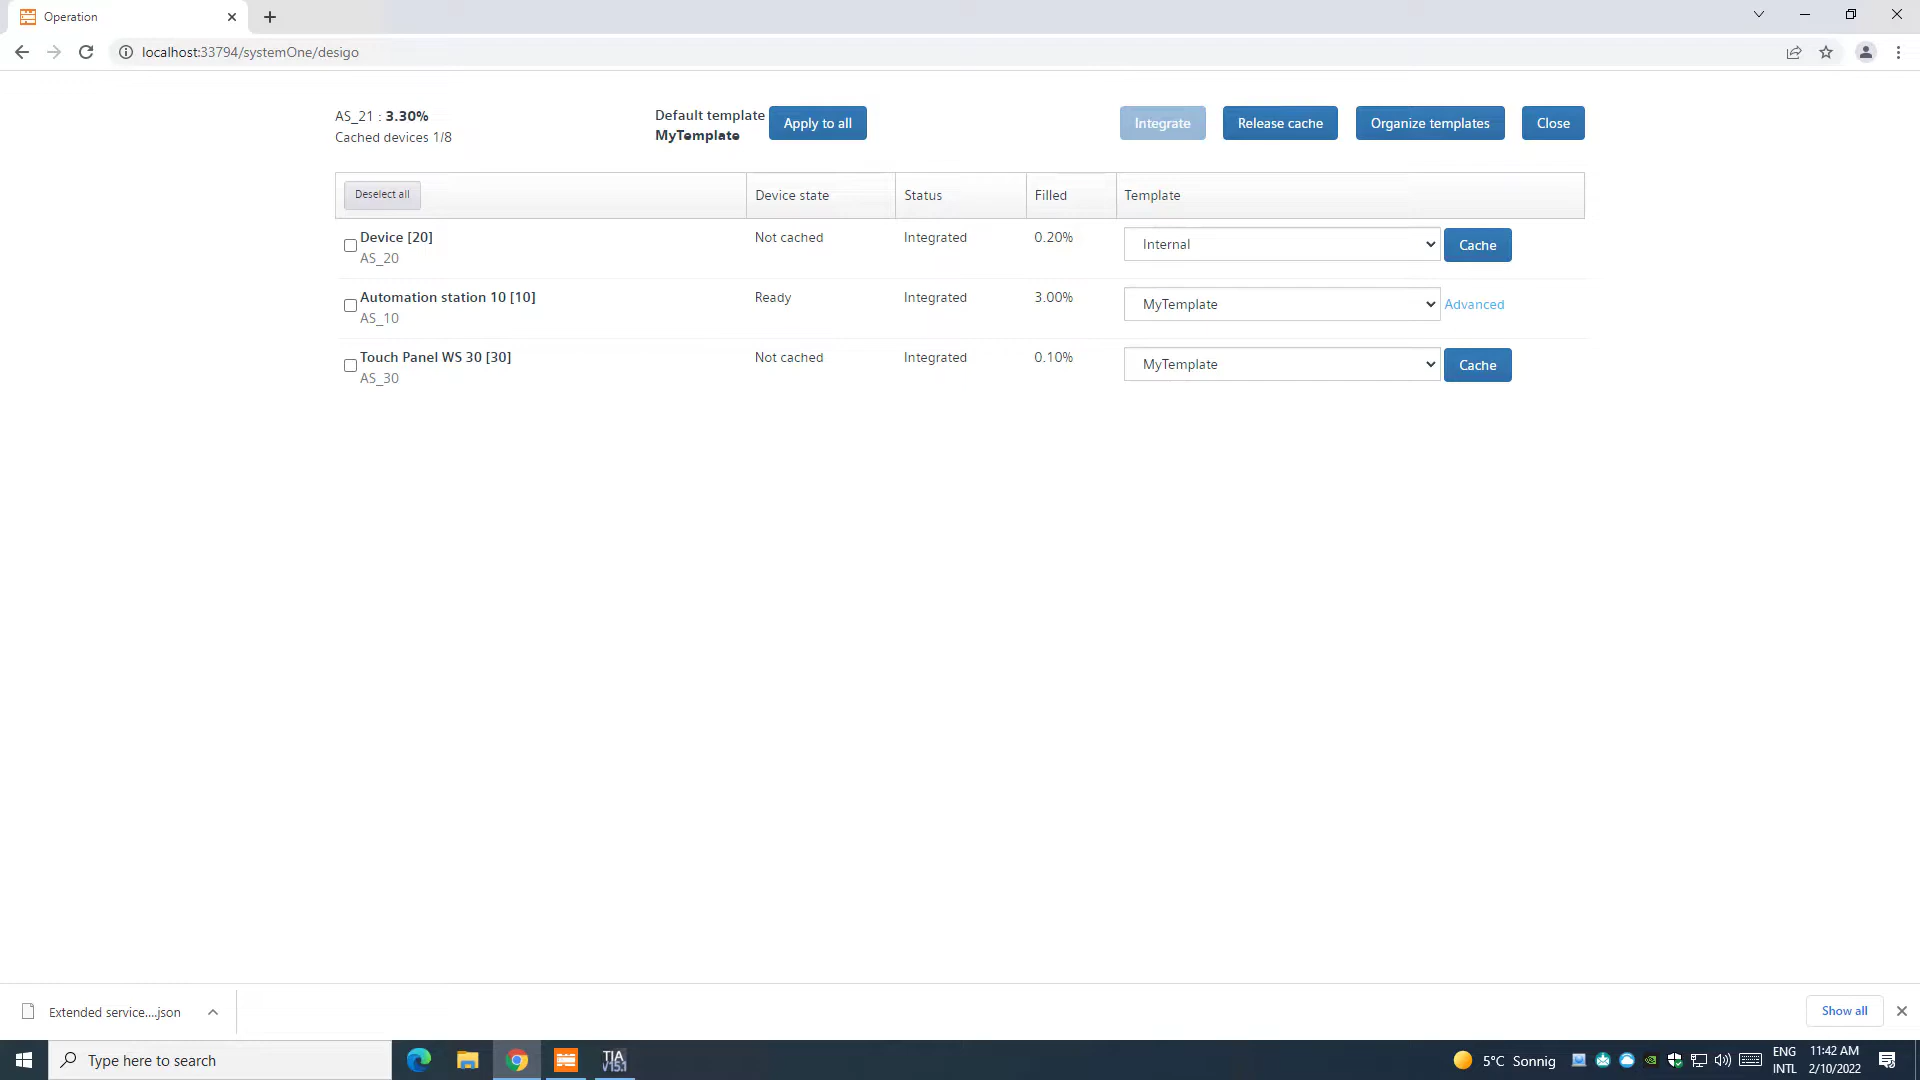 Operation
localhost:33794/systemOne/desigo
AS_21 : 3.30%
Cached devices 1/8
Default template
MyTemplate
Apply to all
Integrate
Release cache
Organize templates
Close
Deselect all
Device state
Status
Filled
Template
Device [20]
AS_20
Not cached
Integrated
0.20%
Internal
Cache
Automation station 10 [10]
AS_10
Ready
Integrated
3.00%
MyTemplate
Advanced
Touch Panel WS 30 [30]
AS_30
Not cached
Integrated
0.10%
MyTemplate
Cache
Extended service....json
Show all
Type here to search
TIA
V15.1
5°C Sonnig
ENG
INTL
11:42 AM
2/10/2022